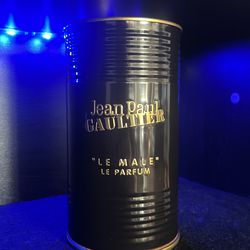 Jean Paul
GAULTIER
"LE MALE"
LE PARFUM